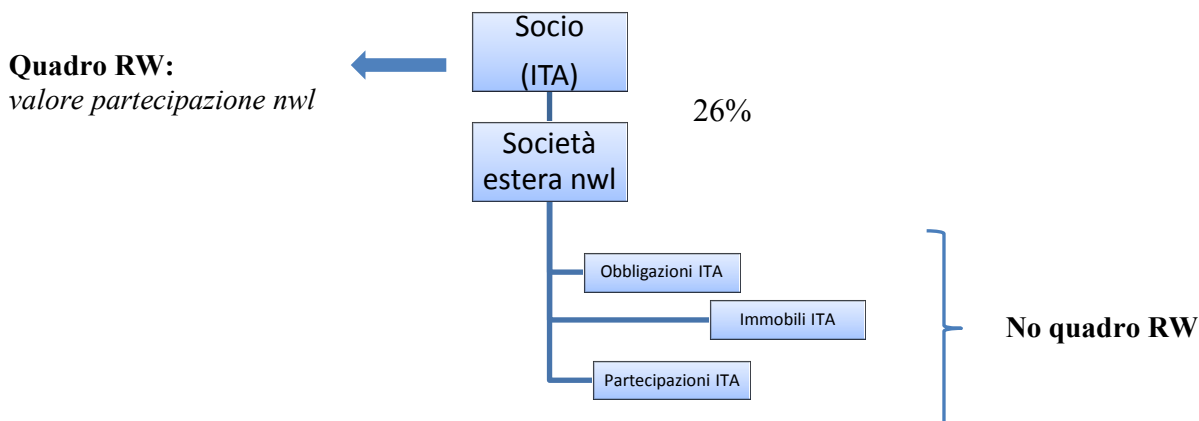 Socio
(ITA)
Quadro RW:
valore partecipazione nwl
26%
Società
estera nwl
Obbligazioni ITA
Immobili ITA
Partecipazioni ITA
No quadro RW